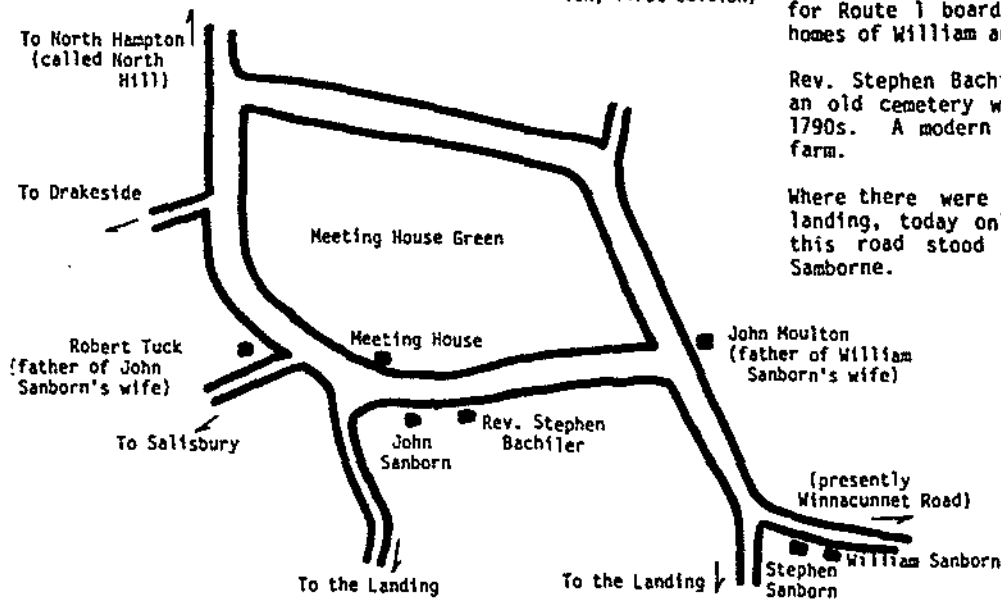 To North Hampton
(called North
Hill)
for Route 1 board
homes of William a
Rev. Stephen Bach
an old cemetery w
1790s. A modern
farm.
Where there were
landing, today on
this road stood
Samborne.
To Drakeside
Meeting House Green
Meeting House
Robert Tuck
(father of John
Sanborn's wife)
John Moulton
(father of William
Sanborn's wife)
To Salisbury
John
Sanborn
Rev. Stephen
Bachiler
(presently
Winnacunnet Road)
To the Landing
To the Landing
Stephen
Sanborn
William Sanborn